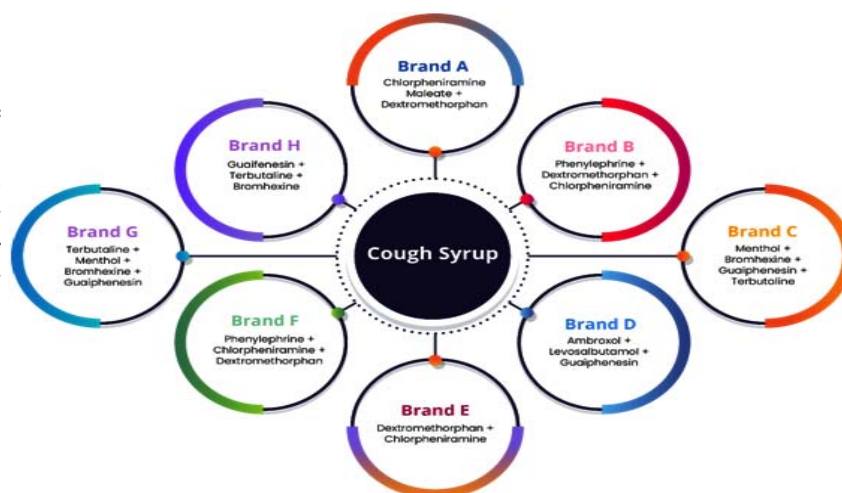 Brand A
Chlorpheniramine
Maleate +
Dextromethorphan
Brand H
Guaifenesin +
Terbutaline +
Bromhexine
Brand B
Phenylephrine +
Dextromethorphan +
Chlorpheniramine
Brand G
Terbutaline +
Menthol +
Bromhexine +
Guaiphenesin
Cough Syrup
Brand C
Menthol +
Bromhexine +
Guaiphenesin +
Terbutaline
Brand F
Phenylephrine +
Chlorpheniramine +
Dextromethorphan
Brand D
Ambroxol +
Levosalbutamol +
Guaiphenesin
Brand E
Dextromethorphan +
Chlorpheniramine